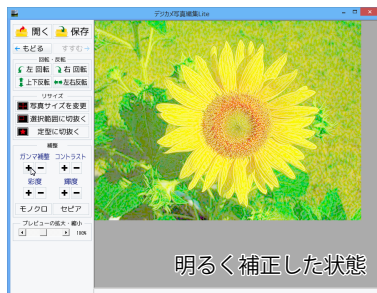 デツカメ写真編集Lite
開く 保存
← もどる すすむ→
回転・反転
左 回転 右 回転
上下反転 左右反転
リサイズ
写真サイズを変更
選択範囲に切抜く
定型に切抜く
補整
ガンマ補整 コントラスト
+ − + −
彩度 輝度
+ − + −
モノクロ セピア
プレビューの拡大・縮小
100%
明るく補正した状態